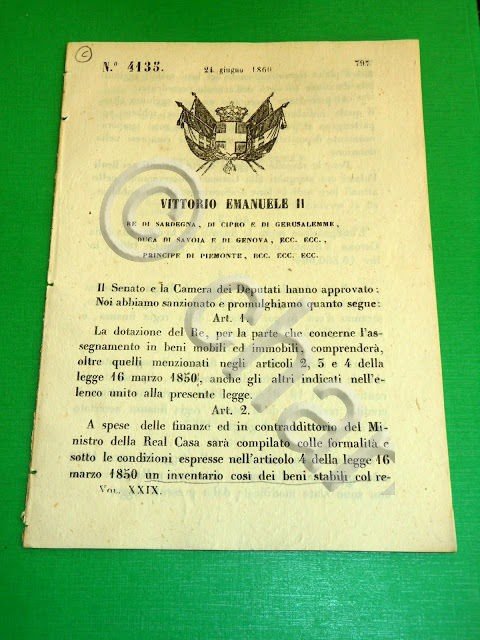 C
N.° 4135.
24 giugno 1860
797
VITTORIO EMANUELE II
RE DI SARDEGNA, DI CIPRO E DI GERUSALEMME,
DUCA DI SAVOIA E DI GENOVA, ECC. ECC.,
PRINCIPE DI PIEMONTE, ECC. ECC. ECC.
Il Senato e la Camera dei Deputati hanno approvato;
Noi abbiamo sanzionato e promulghiamo quanto segue:
Art. 1.
La dotazione del Re, per la parte che concerne l'as-
segnamento in beni mobili ed immobili, comprenderà,
oltre quelli menzionati negli articoli 2, 3 e 4 della
legge 16 marzo 1850, anche gli altri indicati nell'e-
lenco unito alla presente legge.
Art. 2.
A spese delle finanze ed in contraddittorio del Mi-
nistro della Real Casa sarà compilato colle formalità e
sotto le condizioni espresse nell'articolo 4 della legge 16
marzo 1850 un inventario così dei beni stabili col re-
VOL. XXIX.